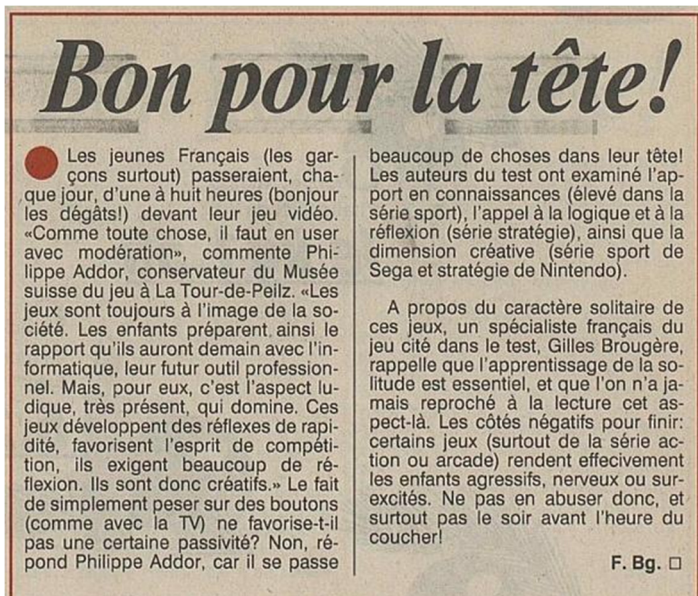 Bon pour la tête!
Les jeunes Français (les gar-
çons surtout) passeraient, cha-
que jour, d'une à huit heures (bonjour
les dégâts!) devant leur jeu vidéo.
«Comme toute chose, il faut en user
avec modération», commente Phi-
lippe Addor, conservateur du Musée
suisse du jeu à La Tour-de-Peilz. «Les
jeux sont toujours à l'image de la so-
ciété. Les enfants préparent ainsi le
rapport qu'ils auront demain avec l'in-
formatique, leur futur outil profession-
nel. Mais, pour eux, c'est l'aspect lu-
dique, très présent, qui domine. Ces
jeux développent des réflexes de rapi-
dité, favorisent l'esprit de compéti-
tion, ils exigent beaucoup de ré-
flexion. Ils sont donc créatifs.» Le fait
de simplement peser sur des boutons
(comme avec la TV) ne favorise-t-il
pas une certaine passivité? Non, ré-
pond Philippe Addor, car il se passe
beaucoup de choses dans leur tête!
Les auteurs du test ont examiné l'ap-
port en connaissances (élevé dans la
série sport), l'appel à la logique et à la
réflexion (série stratégie), ainsi que la
dimension créative (série sport de
Sega et stratégie de Nintendo).
A propos du caractère solitaire de
ces jeux, un spécialiste français du
jeu cité dans le test, Gilles Brougère,
rappelle que l'apprentissage de la so-
litude est essentiel, et que l'on n'a ja-
mais reproché à la lecture cet as-
pect-là. Les côtés négatifs pour finir:
certains jeux (surtout de la série ac-
tion ou arcade) rendent effecivement
les enfants agressifs, nerveux ou sur-
excités. Ne pas en abuser donc, et
surtout pas le soir avant l'heure du
coucher!
F. Bg. □